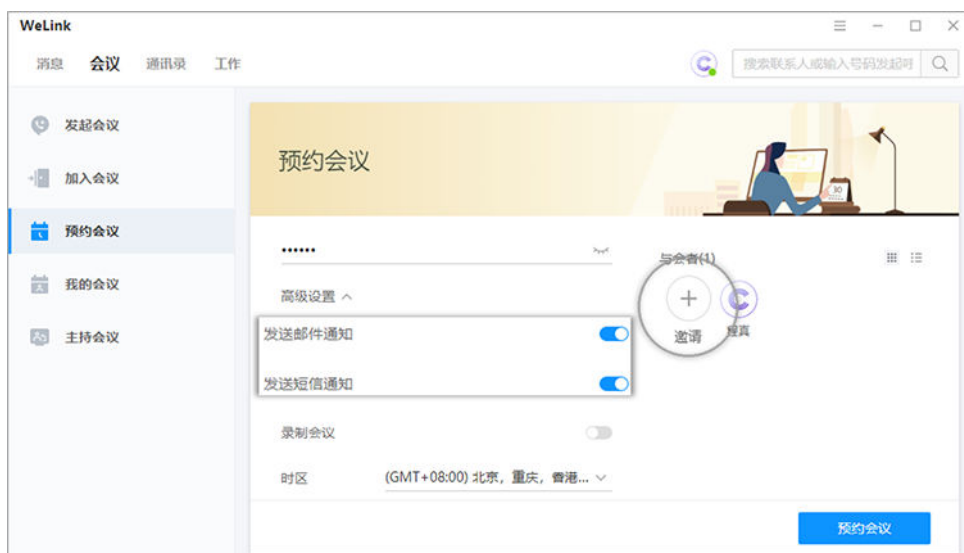 WeLink
消息 会议 通讯录 工作
搜索联系人或输入号码发起呼
发起会议
加入会议
预约会议
我的会议
主持会议
预约会议
30
••••••
高级设置
发送邮件通知
发送短信通知
录制会议
时区 (GMT+08:00) 北京，重庆，香港...
与会者(1)
邀请
程真
预约会议